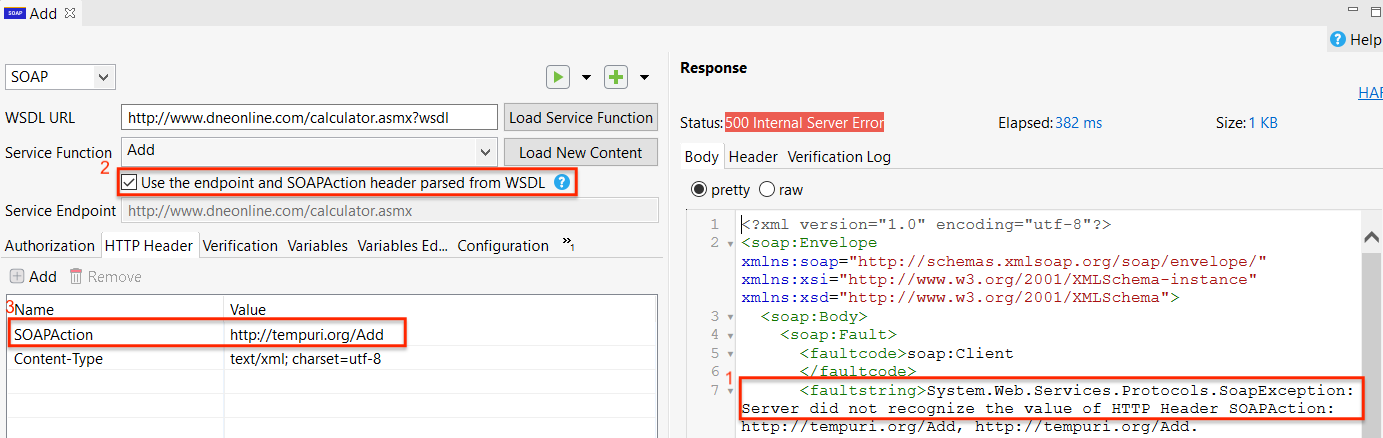 SOAP Add
Help
SOAP
WSDL URL http://www.dneonline.com/calculator.asmx?wsdl Load Service Function
Service Function Add Load New Content
2
Use the endpoint and SOAPAction header parsed from WSDL ?
Service Endpoint http://www.dneonline.com/calculator.asmx
Authorization HTTP Header Verification Variables Variables Ed... Configuration »1
Add Remove
3
Name Value
SOAPAction http://tempuri.org/Add
Content-Type text/xml; charset=utf-8
Response
HAR
Status: 500 Internal Server Error Elapsed: 382 ms Size: 1 KB
Body Header Verification Log
pretty raw
1 <?xml version="1.0" encoding="utf-8"?>
2 <soap:Envelope
xmlns:soap="http://schemas.xmlsoap.org/soap/envelope/"
xmlns:xsi="http://www.w3.org/2001/XMLSchema-instance"
xmlns:xsd="http://www.w3.org/2001/XMLSchema">
3 <soap:Body>
4 <soap:Fault>
5 <faultcode>soap:Client
6 </faultcode>
1
7 <faultstring>System.Web.Services.Protocols.SoapException:
Server did not recognize the value of HTTP Header SOAPAction:
http://tempuri.org/Add, http://tempuri.org/Add.